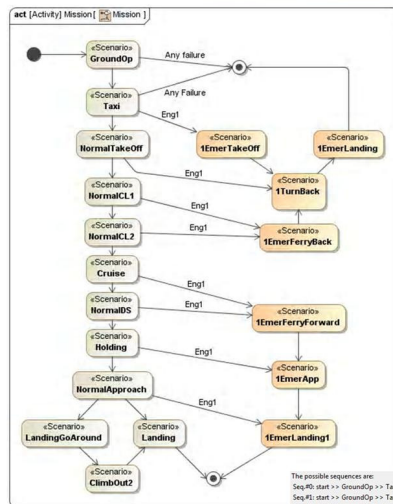 act [Activity] Mission [ Mission ]
«Scenario»
GroundOp
Any failure
«Scenario»
Taxi
Any Failure
Eng1
«Scenario»
NormalTakeOff
«Scenario»
1EmerTakeOff
«Scenario»
1EmerLanding
Eng1
«Scenario»
1TurnBack
«Scenario»
NormalCL1
Eng1
«Scenario»
NormalCL2
Eng1
«Scenario»
1EmerFerryBack
«Scenario»
Cruise
Eng1
«Scenario»
NormalDS
Eng1
«Scenario»
1EmerFerryForward
«Scenario»
Holding
Eng1
«Scenario»
1EmerApp
«Scenario»
NormalApproach
Eng1
«Scenario»
LandingGoAround
«Scenario»
Landing
«Scenario»
1EmerLanding1
«Scenario»
ClimbOut2
The possible sequences are:
Seq.#0: start >> GroundOp >> Ta
Seq.#1: start >> GroundOp >> Ta